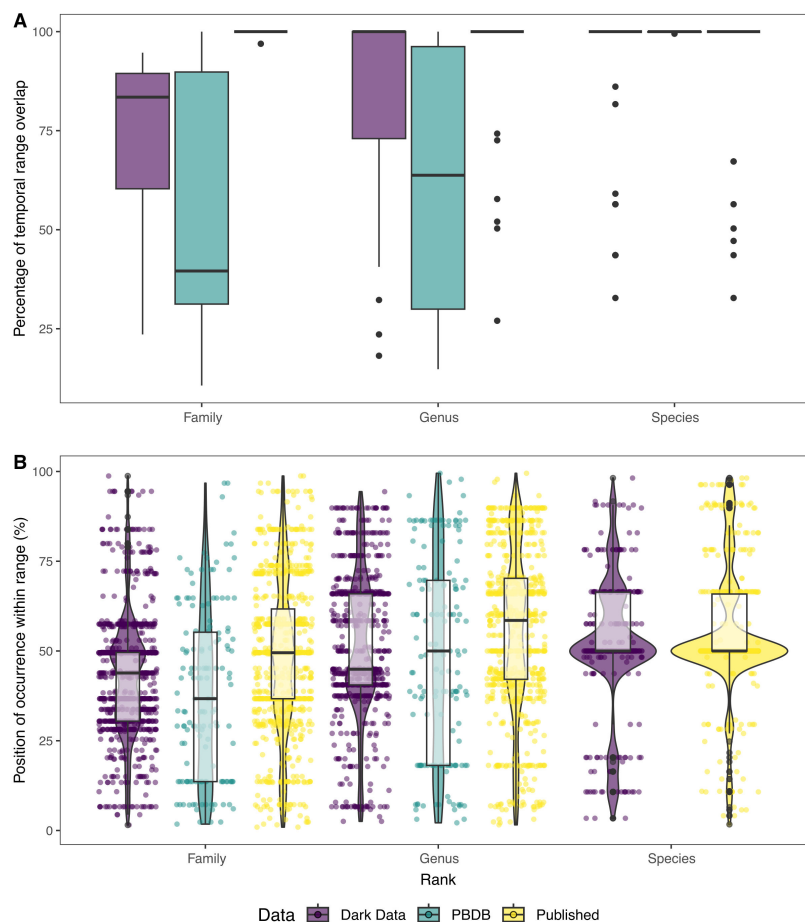 A
Percentage of temporal range overlap
100
75
50
25
Family
Genus
Species
B
Position of occurrence within range (%)
100
75
50
25
0
Family
Genus
Species
Rank
Data Dark Data PBDB Published